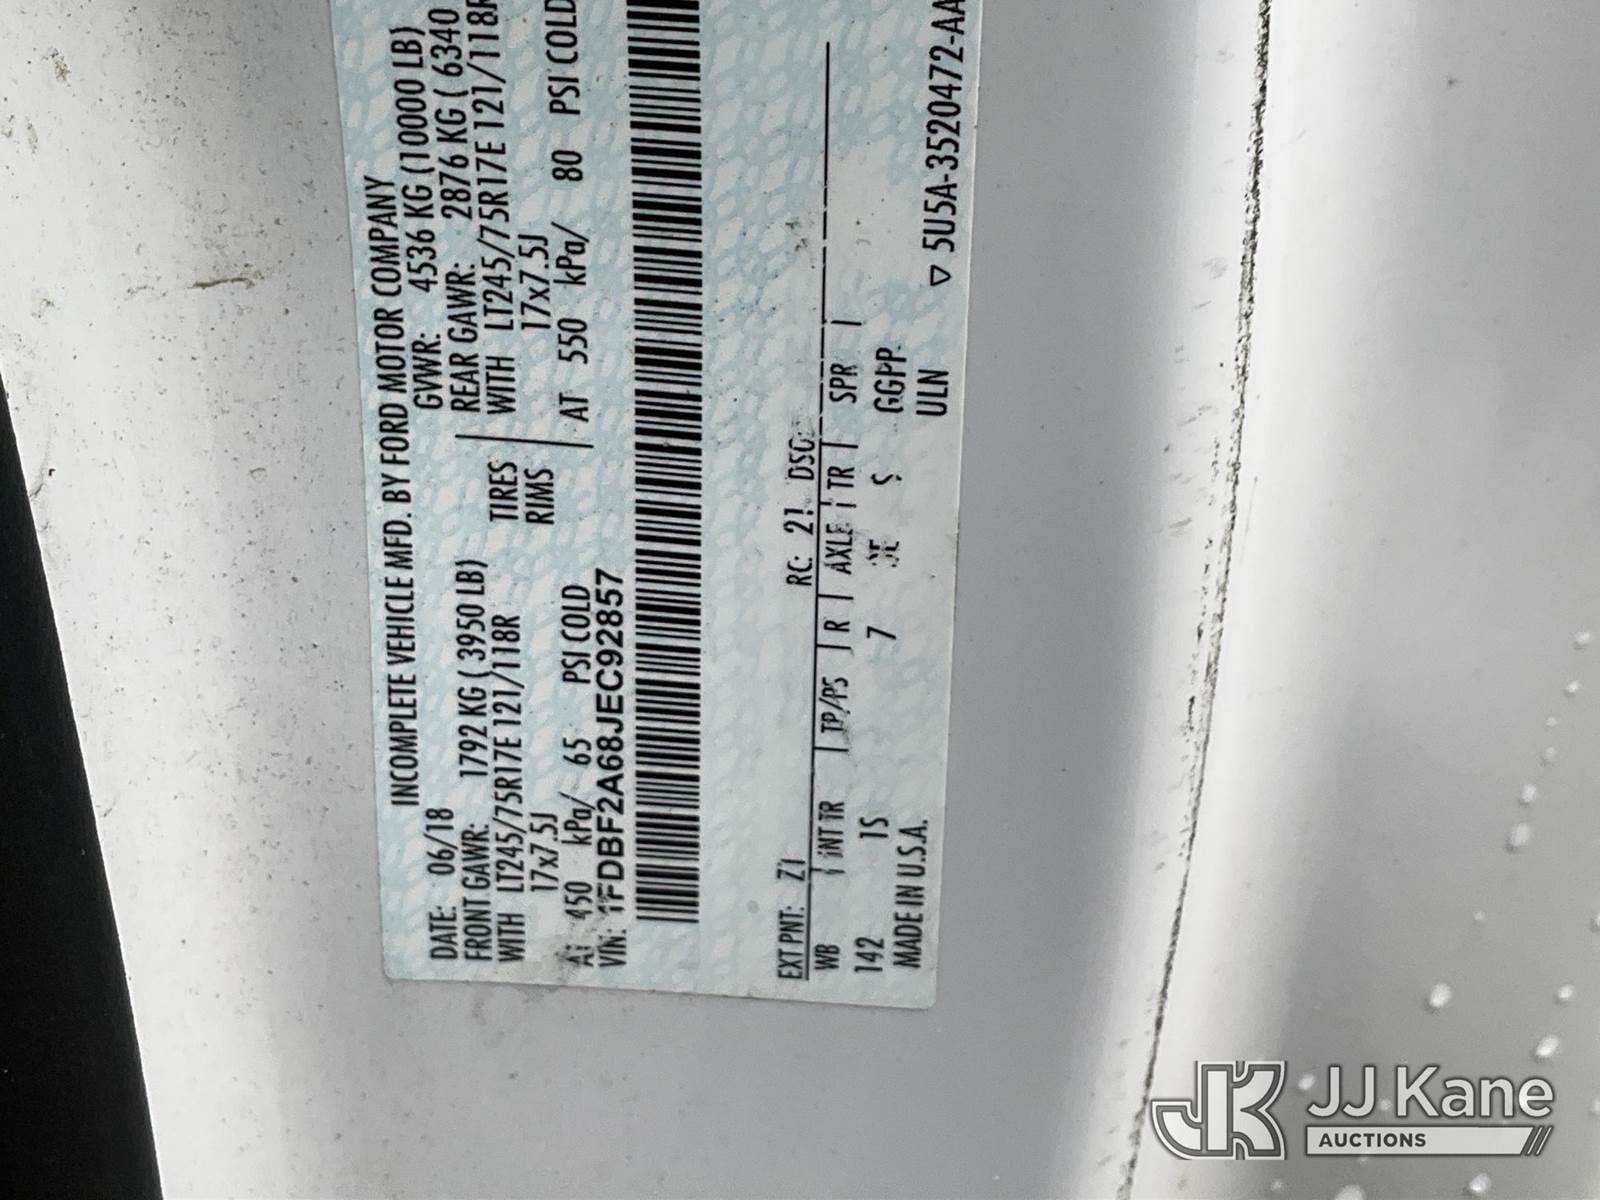 INCOMPLETE VEHICLE MFD. BY FORD MOTOR COMPANY
DATE: 06/18 GVWR: 4536 KG (10000 LB)
FRONT GAWR: 1792 KG ( 3950 LB) REAR GAWR: 2876 KG ( 6340
WITH LT245/75R17E 121/118R TIRES WITH LT245/75R17E 121/118R
17x7.5J RIMS 17x7.5J
AT 450 kPa/ 65 PSI COLD AT 550 kPa/ 80 PSI COLD
VIN: 1FDBF2A68JEC92857
EXT PNT: Z1 RC: 21 DSO:
WB INT TR TP/PS R AXLE TR SPR
142 1S 7 S GGPP
MADE IN U.S.A. ULN ▽ 5U5A-3520472-AA
JJ Kane
AUCTIONS